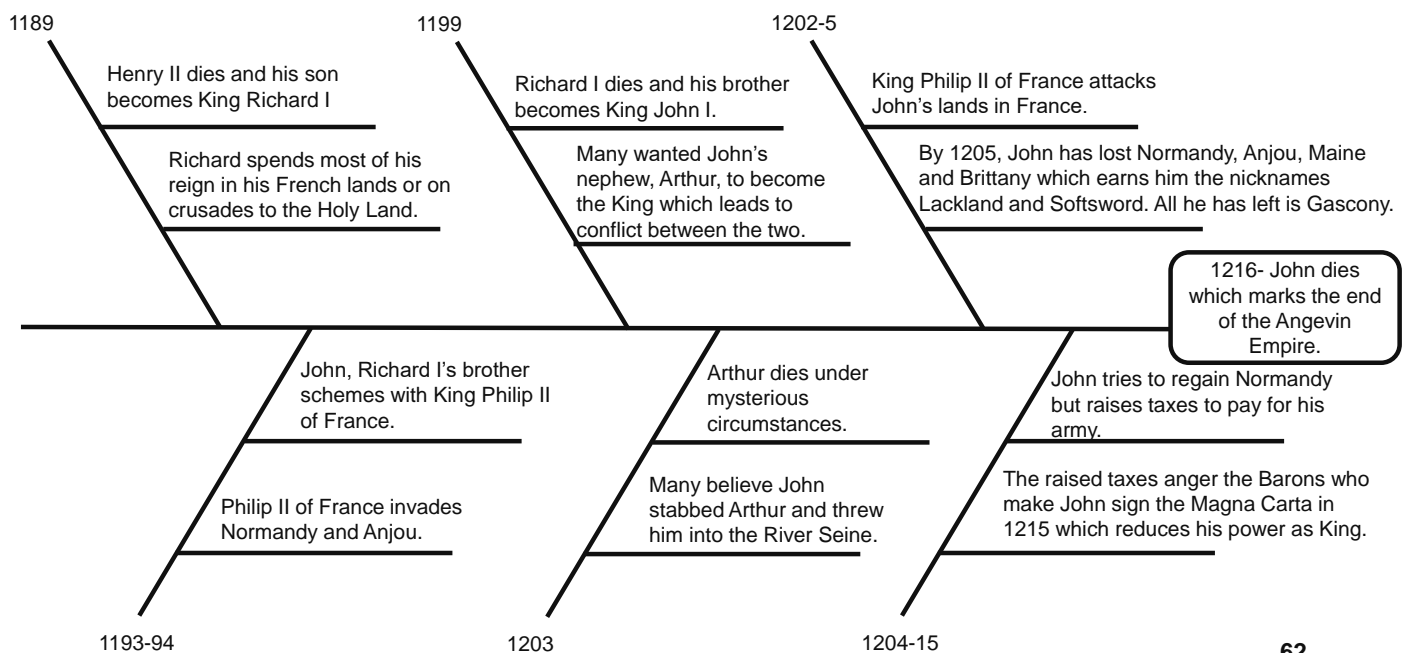 1189
Henry II dies and his son
becomes King Richard I
Richard spends most of his
reign in his French lands or on
crusades to the Holy Land.
1199
Richard I dies and his brother
becomes King John I.
Many wanted John's
nephew, Arthur, to become
the King which leads to
conflict between the two.
1202-5
King Philip II of France attacks
John's lands in France.
By 1205, John has lost Normandy, Anjou, Maine
and Brittany which earns him the nicknames
Lackland and Softsword. All he has left is Gascony.
1216- John dies
which marks the end
of the Angevin
Empire.
John, Richard I's brother
schemes with King Philip II
of France.
Philip II of France invades
Normandy and Anjou.
1193-94
Arthur dies under
mysterious
circumstances.
Many believe John
stabbed Arthur and threw
him into the River Seine.
1203
John tries to regain Normandy
but raises taxes to pay for his
army.
The raised taxes anger the Barons who
make John sign the Magna Carta in
1215 which reduces his power as King.
1204-15
62